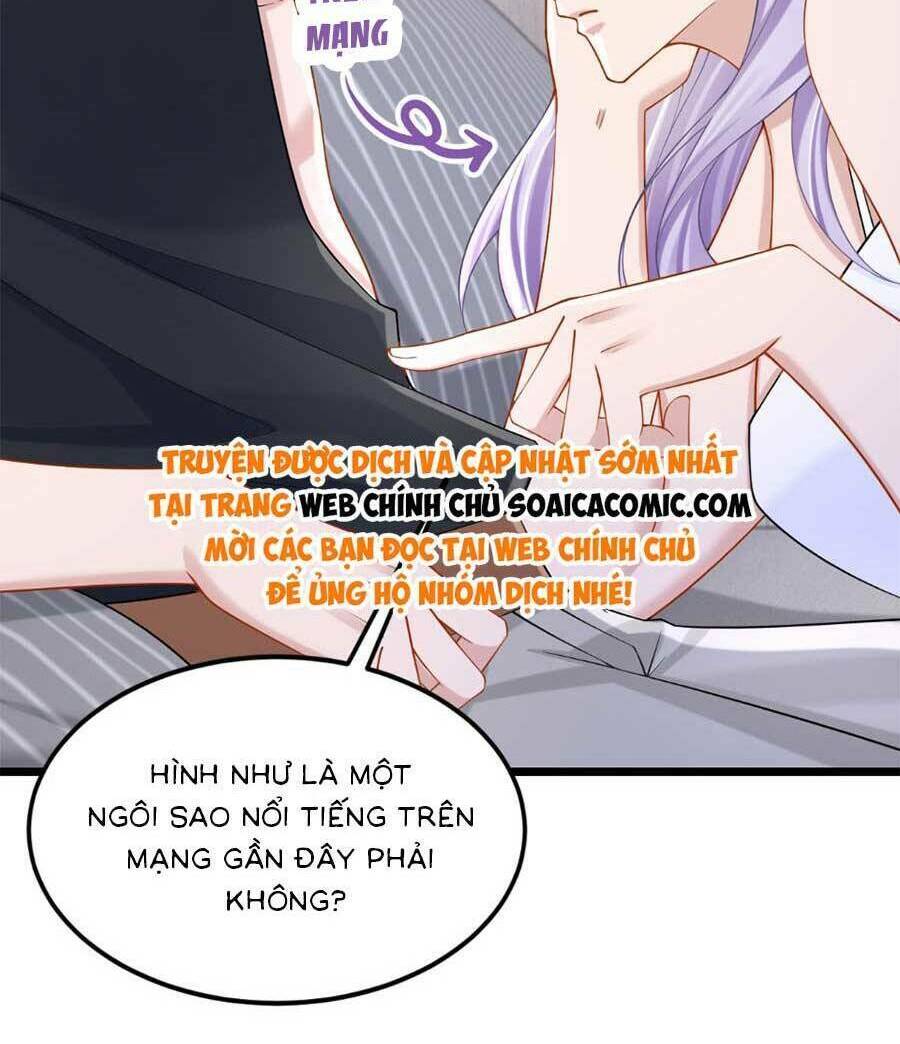 MẠNG
TRUYỆN ĐƯỢC DỊCH VÀ CẬP NHẬT SỚM NHẤT
TẠI TRANG WEB CHÍNH CHỦ SOAICACOMIC.COM
MỜI CÁC BẠN ĐỌC TẠI WEB CHÍNH CHỦ
ĐỂ ỦNG HỘ NHÓM DỊCH NHÉ!
HÌNH NHƯ LÀ MỘT
NGÔI SAO NỔI TIẾNG TRÊN
MẠNG GẦN ĐÂY PHẢI
KHÔNG?